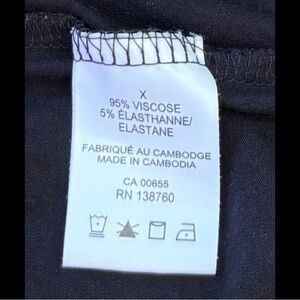 X
95% VISCOSE
5% ÉLASTHANNE/
ELASTANE
FABRIQUÉ AU CAMBODGE
MADE IN CAMBODIA
CA 00655
RN 138760